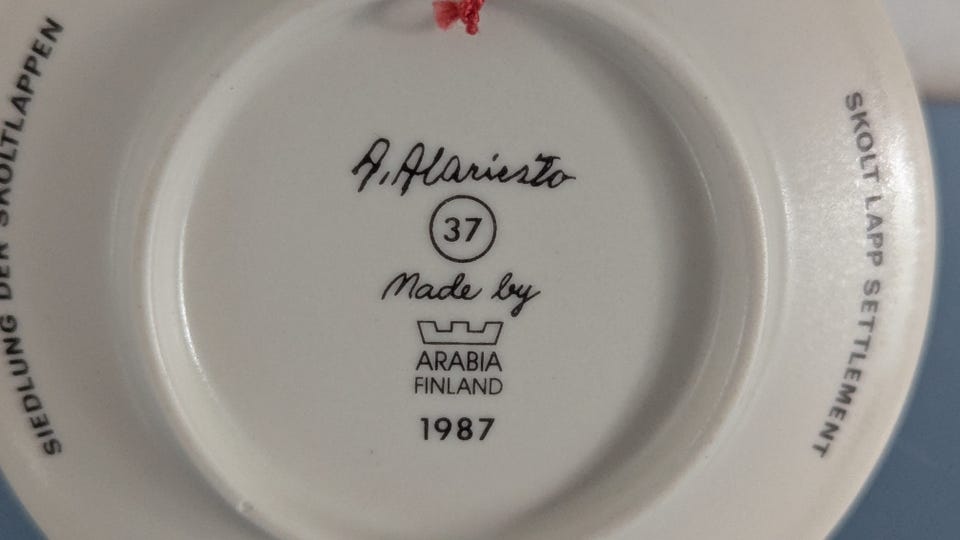 SIEDLUNG DER SKOLTLAPPEN
A. Alariesto
37
Made by
ARABIA
FINLAND
1987
SKOLT LAPP SETTLEMENT